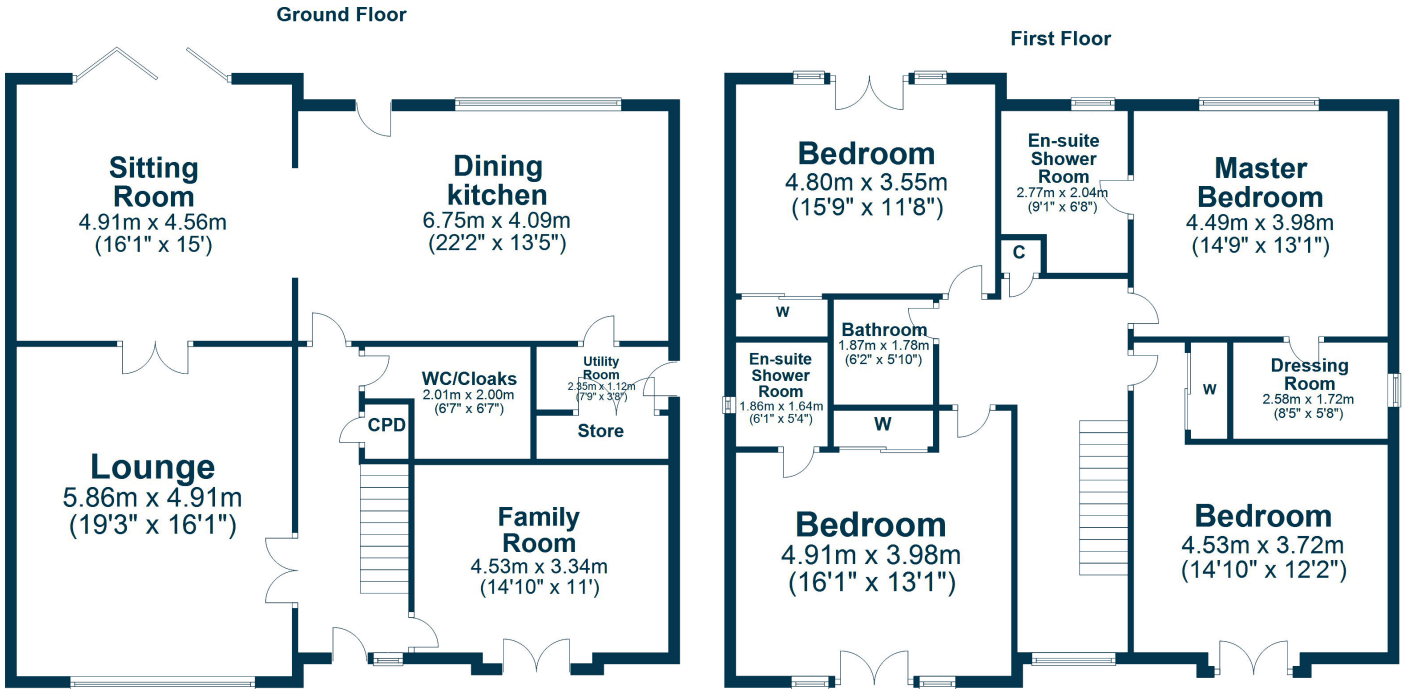 Ground Floor
Sitting
Room
4.91m x 4.56m
(16'1" x 15')
Dining
kitchen
6.75m x 4.09m
(22'2" x 13'5")
WC/Cloaks
2.01m x 2.00m
(6'7" x 6'7")
Utility
Room
2.35m x 1.12m
(7'9" x 3'8")
CPD
Store
Lounge
5.86m x 4.91m
(19'3" x 16'1")
Family
Room
4.53m x 3.34m
(14'10" x 11')
First Floor
Bedroom
4.80m x 3.55m
(15'9" x 11'8")
En-suite
Shower
Room
2.77m x 2.04m
(9'1" x 6'8")
Master
Bedroom
4.49m x 3.98m
(14'9" x 13'1")
C
W
Bathroom
1.87m x 1.78m
(6'2" x 5'10")
En-suite
Shower
Room
1.86m x 1.64m
(6'1" x 5'4")
W
W
Dressing
Room
2.58m x 1.72m
(8'5" x 5'8")
Bedroom
4.91m x 3.98m
(16'1" x 13'1")
Bedroom
4.53m x 3.72m
(14'10" x 12'2")